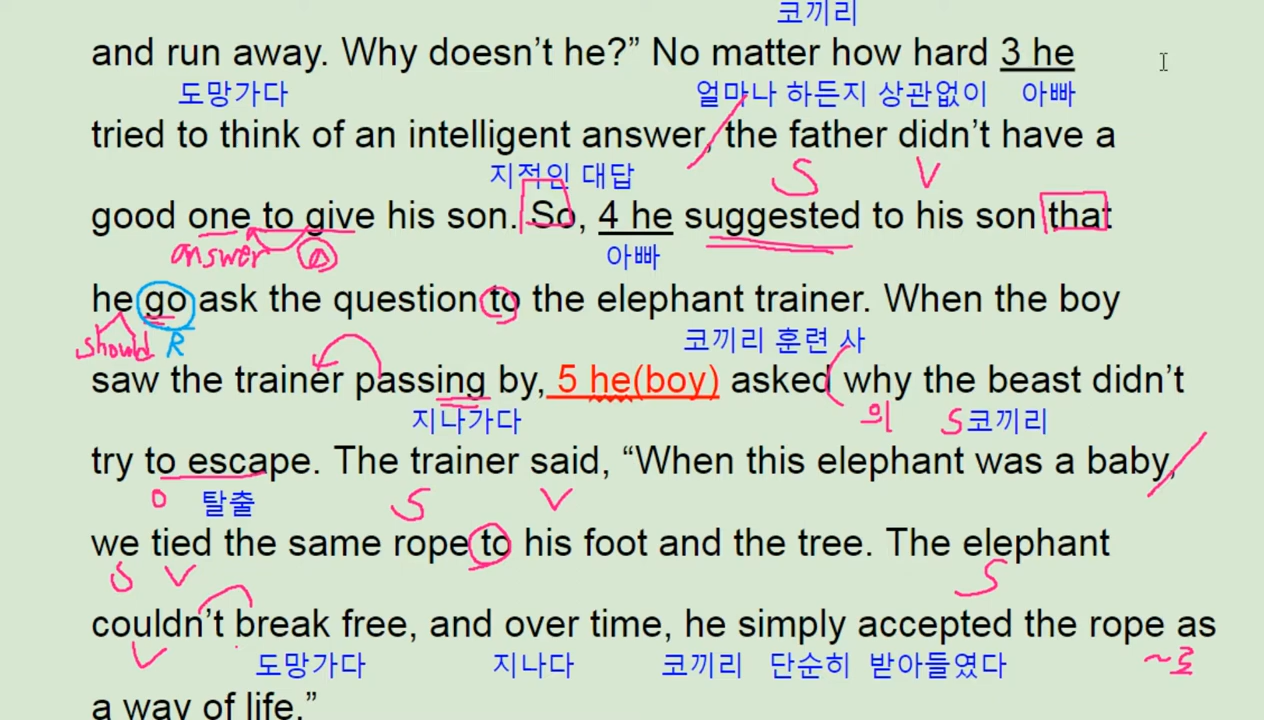 코끼리
and run away. Why doesn't he?” No matter how hard 3 he
도망가다 얼마나 하든지 상관없이 아빠
tried to think of an intelligent answer, the father didn't have a
지적인 대답 S V
good one to give his son. So, 4 he suggested to his son that
answer 아빠
he go ask the question to the elephant trainer. When the boy
should R 코끼리 훈련 사
saw the trainer passing by, 5 he(boy) asked why the beast didn't
지나가다 의 S 코끼리
try to escape. The trainer said, “When this elephant was a baby,
O 탈출 S V
we tied the same rope to his foot and the tree. The elephant
S V S
couldn't break free, and over time, he simply accepted the rope as
V 도망가다 지나다 코끼리 단순히 받아들였다 ~로
a way of life.”